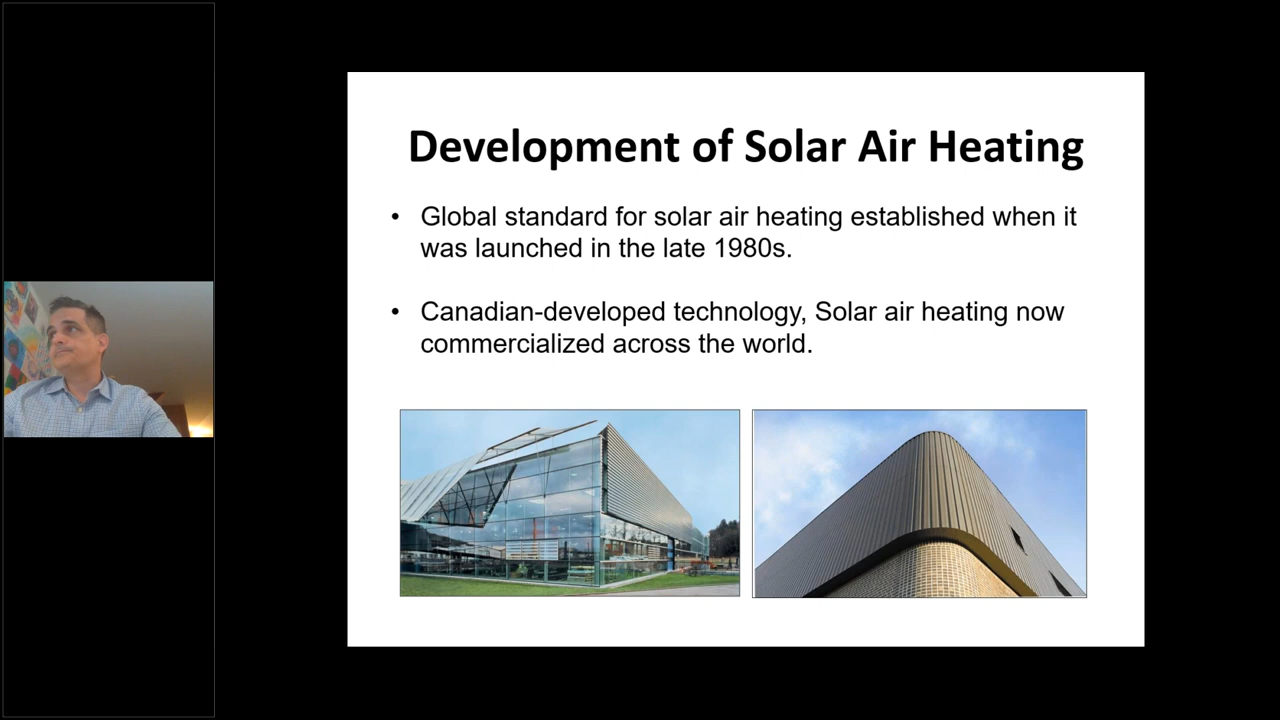 Development of Solar Air Heating
• Global standard for solar air heating established when it
was launched in the late 1980s.
• Canadian-developed technology, Solar air heating now
commercialized across the world.